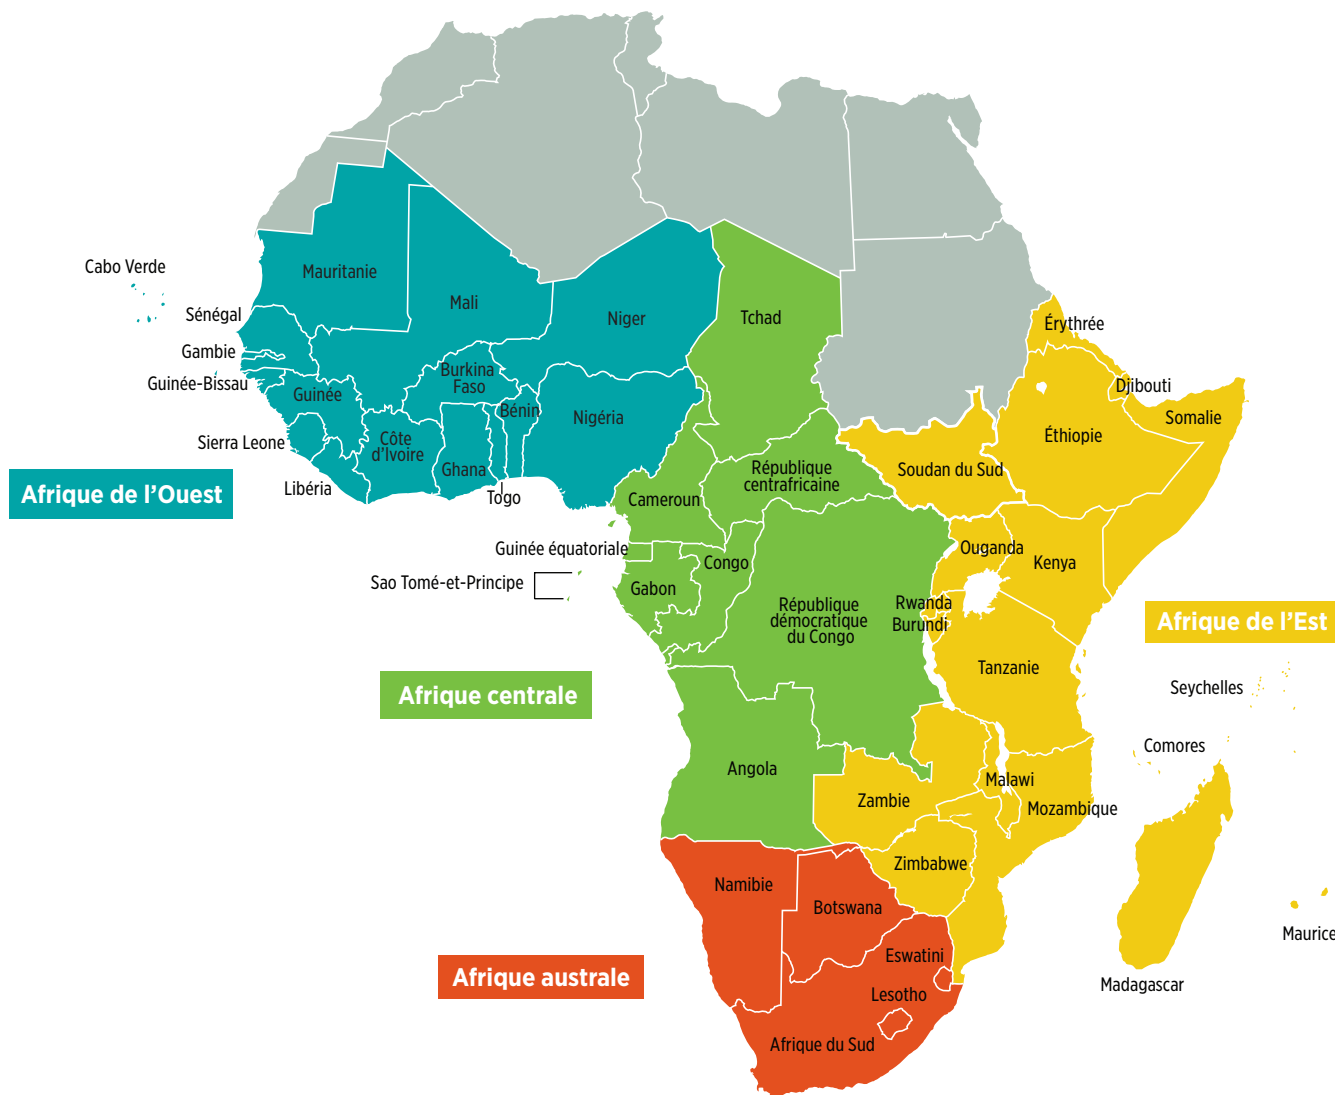 Cabo Verde
Mauritanie
Mali
Niger
Tchad
Sénégal
Gambie
Guinée-Bissau
Guinée
Burkina
Faso
Bénin
Nigéria
Sierra Leone
Côte
d’Ivoire
Ghana
Libéria
Togo
Afrique de l’Ouest
Érythrée
Djibouti
Somalie
Éthiopie
Soudan du Sud
République
centrafricaine
Cameroun
Guinée équatoriale
Sao Tomé-et-Principe
Congo
Gabon
République
démocratique
du Congo
Ouganda
Kenya
Rwanda
Burundi
Afrique de l’Est
Tanzanie
Seychelles
Afrique centrale
Comores
Angola
Malawi
Zambie
Mozambique
Zimbabwe
Namibie
Botswana
Maurice
Eswatini
Afrique australe
Lesotho
Madagascar
Afrique du Sud